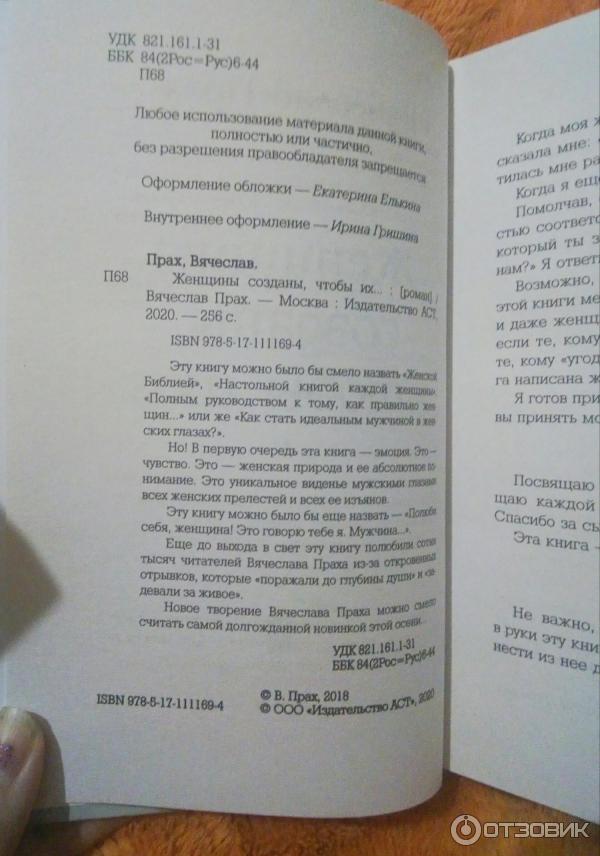 УДК 821.161.1-31
ББК 84(2Рос=Рус)6-44
П68
Любое использование материала данной книги,
полностью или частично,
без разрешения правообладателя запрещается
Оформление обложки — Екатерина Елькина
Внутреннее оформление — Ирина Гришина
Прах, Вячеслав.
П68 Женщины созданы, чтобы их... : [роман] /
Вячеслав Прах. — Москва : Издательство АСТ,
2020. — 256 с.
ISBN 978-5-17-111169-4
Эту книгу можно было бы смело назвать «Женской
Библией», «Настольной книгой каждой женщины»,
«Полным руководством к тому, как правильно жен-
щин...» или же «Как стать идеальным мужчиной в жен-
ских глазах?».
Но! В первую очередь эта книга — эмоция. Это —
чувство. Это — женская природа и ее абсолютное по-
нимание. Это уникальное виденье мужскими глазами
всех женских прелестей и всех ее изъянов.
Эту книгу можно было бы еще назвать — «Полюби
себя, женщина! Это говорю тебе я. Мужчина...».
Еще до выхода в свет эту книгу полюбили сотни
тысяч читателей Вячеслава Праха из-за откровенных
отрывков, которые «поражали до глубины души» и «за-
девали за живое».
Новое творение Вячеслава Праха можно смело
считать самой долгожданной новинкой этой осени...
УДК 821.161.1-31
ББК 84(2Рос=Рус)6-44
ISBN 978-5-17-111169-4
© В. Прах, 2018
© ООО «Издательство АСТ», 2020
Когда моя
сказала мне:
тилась мне
Когда я
Помолчав,
стью
который ты
нам?» Я
Возможно,
этой книги
и даже
если те, кому
те, кому
га написана
Я готов
вы принять
Посвящаю
щаю каждой
Спасибо за
Эта книга —
Не важно,
в руки эту
нести из нее
ОТЗОВИК